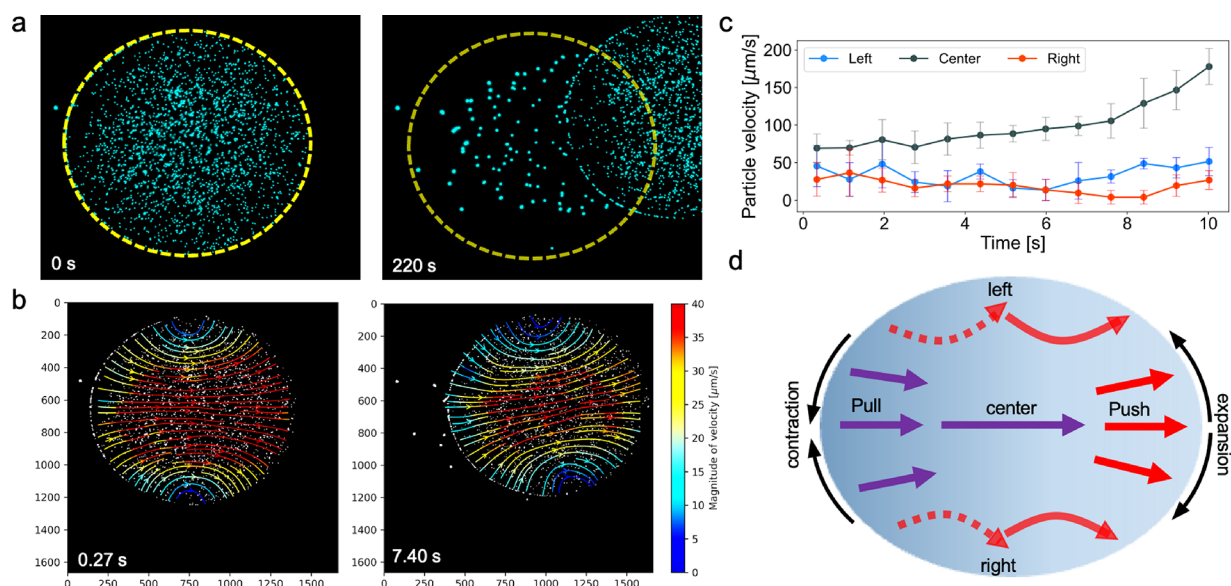 a
0 s
220 s
b
0
200
400
600
800
1000
1200
1400
1600
0.27 s
0 250 500 750 1000 1250 1500
0
200
400
600
800
1000
1200
1400
1600
7.40 s
0 250 500 750 1000 1250 1500
40
35
30
25
20
15
10
5
0
Magnitude of velocity [μm/s]
c
Left Center Right
Particle velocity [μm/s]
200
150
100
50
0
0 2 4 6 8 10
Time [s]
d
left
contraction
Pull
center
Push
expansion
right